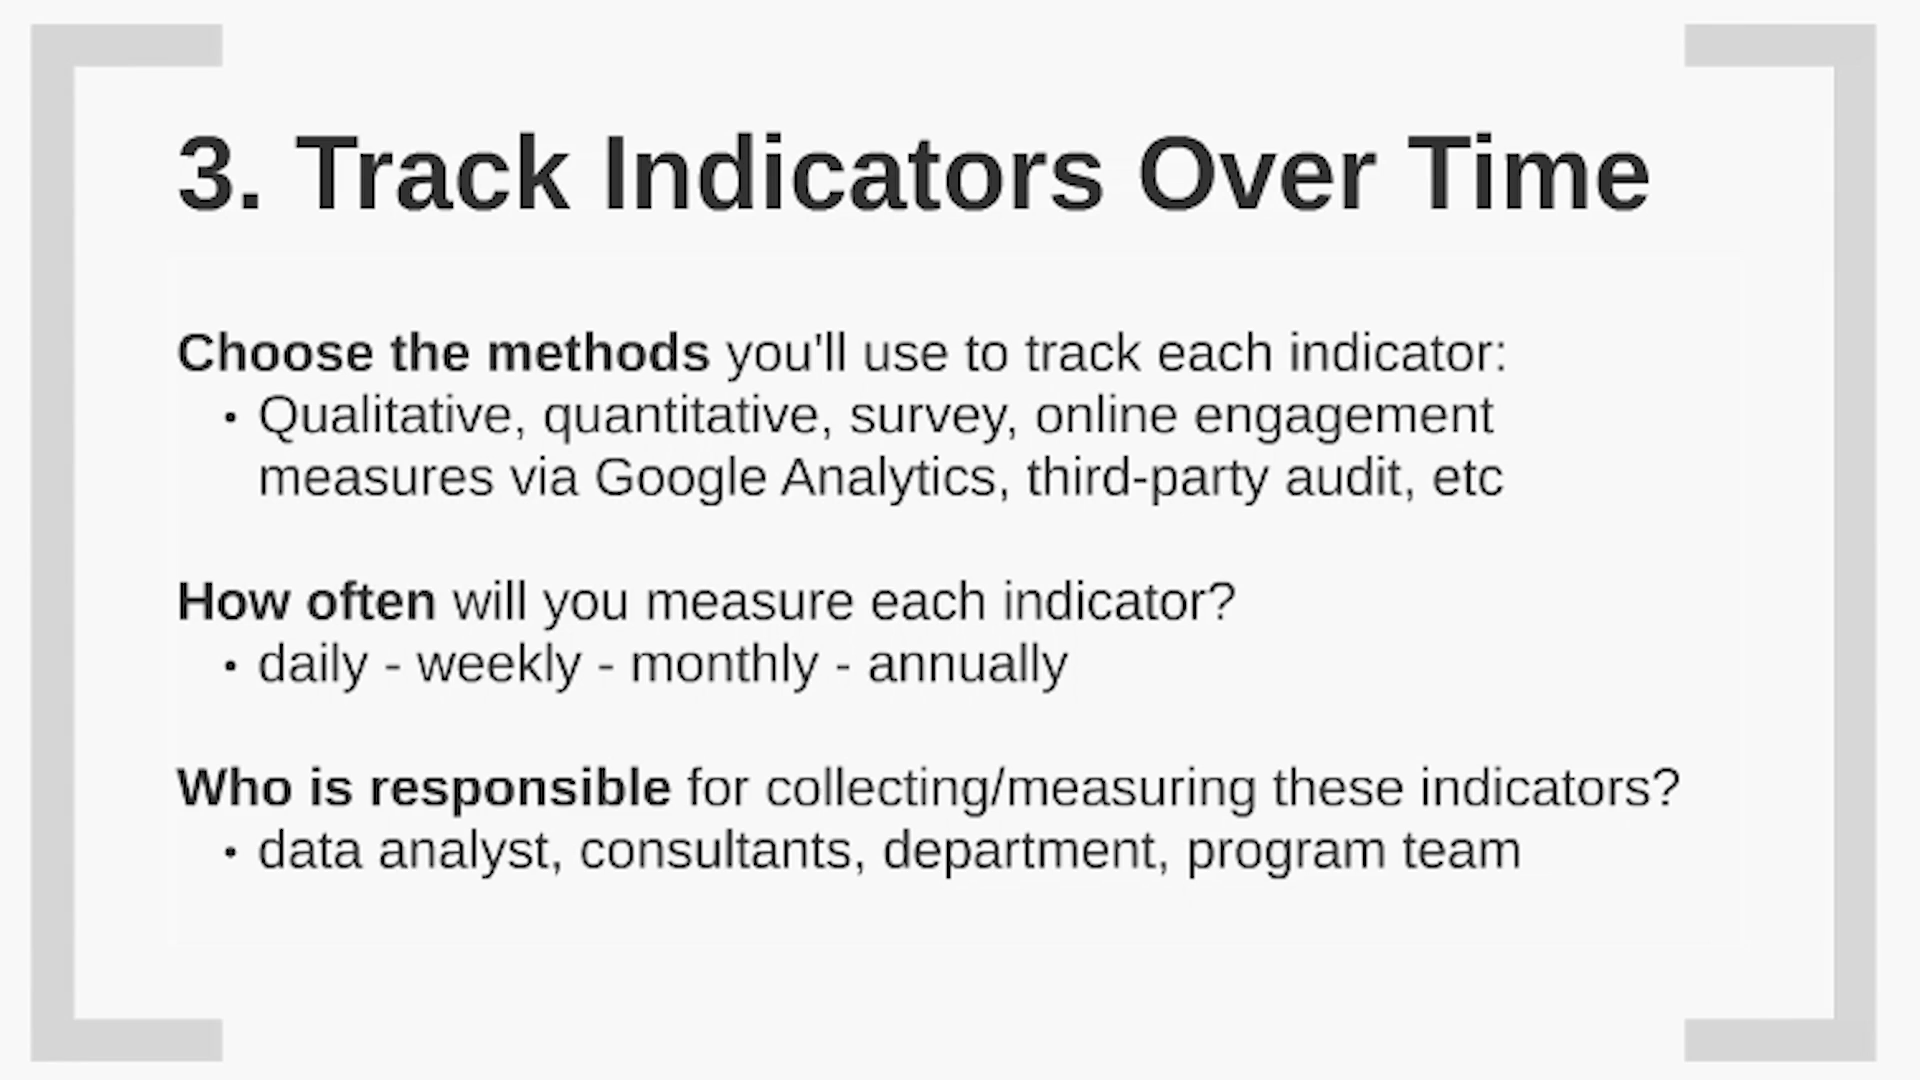 3. Track Indicators Over Time
Choose the methods you'll use to track each indicator:
• Qualitative, quantitative, survey, online engagement
measures via Google Analytics, third-party audit, etc
How often will you measure each indicator?
• daily - weekly - monthly - annually
Who is responsible for collecting/measuring these indicators?
• data analyst, consultants, department, program team